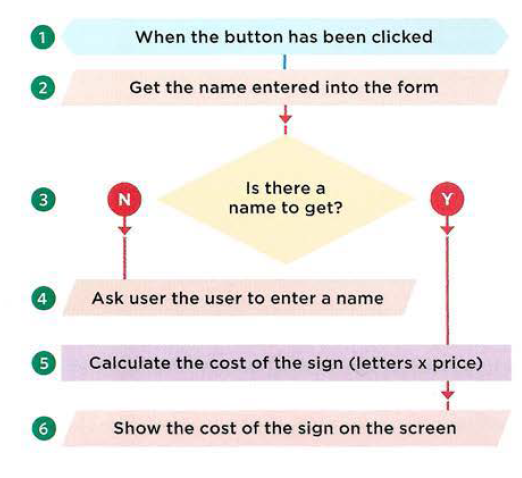 1 When the button has been clicked
2 Get the name entered into the form
Is there a
3 name to get?
N
Y
4 Ask user the user to enter a name
5 Calculate the cost of the sign (letters x price)
6 Show the cost of the sign on the screen